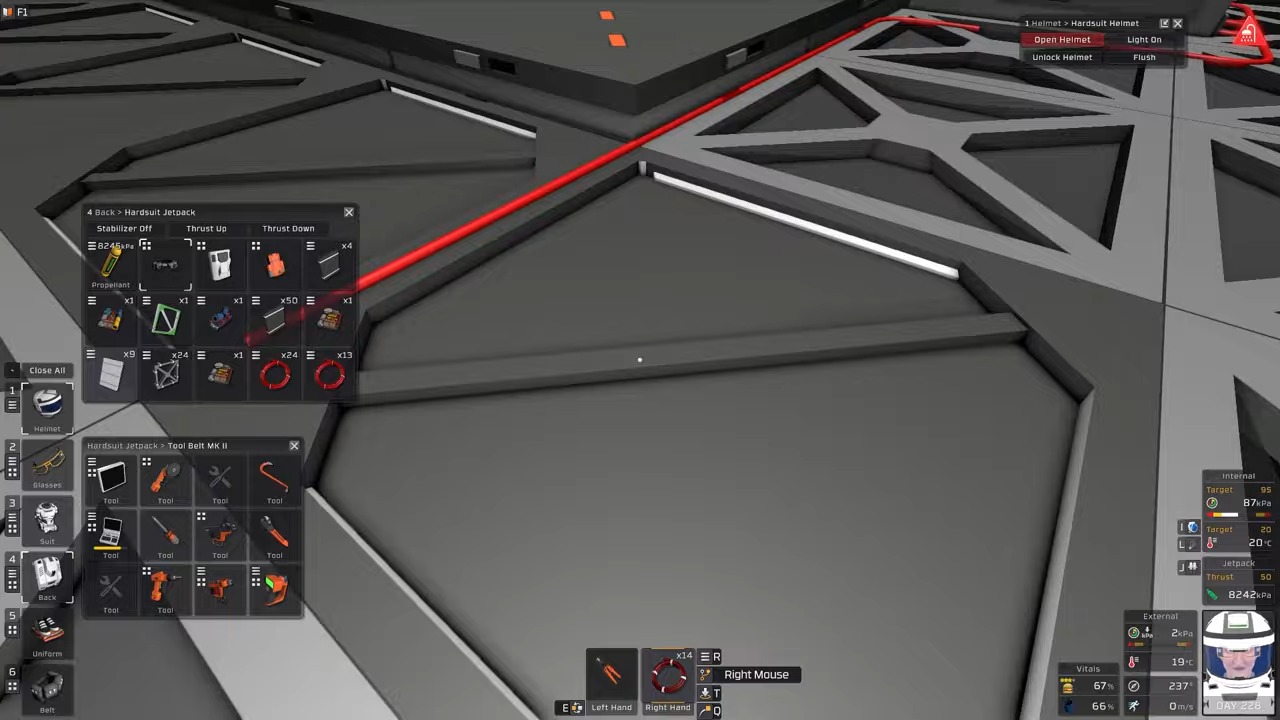 F1
1 Helmet > Hardsuit Helmet
Open Helmet
Light On
Unlock Helmet
Flush
4 Back > Hardsuit Jetpack
Stabilizer Off
Thrust Up
Thrust Down
x4
Propellant
x1
x1
x1
x50
x1
x9
x24
x1
x24
x13
Close All
1
Helmet
2
Glasses
3
Suit
4
Back
5
Uniform
6
Belt
Hardsuit Jetpack > Tool Belt MK II
Tool
Tool
Tool
Tool
Tool
Tool
Tool
Tool
Tool
Tool
E
Left Hand
x14
Right Hand
R
Right Mouse
T
Q
Internal
Target 95
87kPa
Target 20
20°C
Jetpack
Thrust 50
8242kPa
External
kPa
2kPa
19°C
237°
0m/s
Vitals
67%
66%
DAY 228
I
L
J